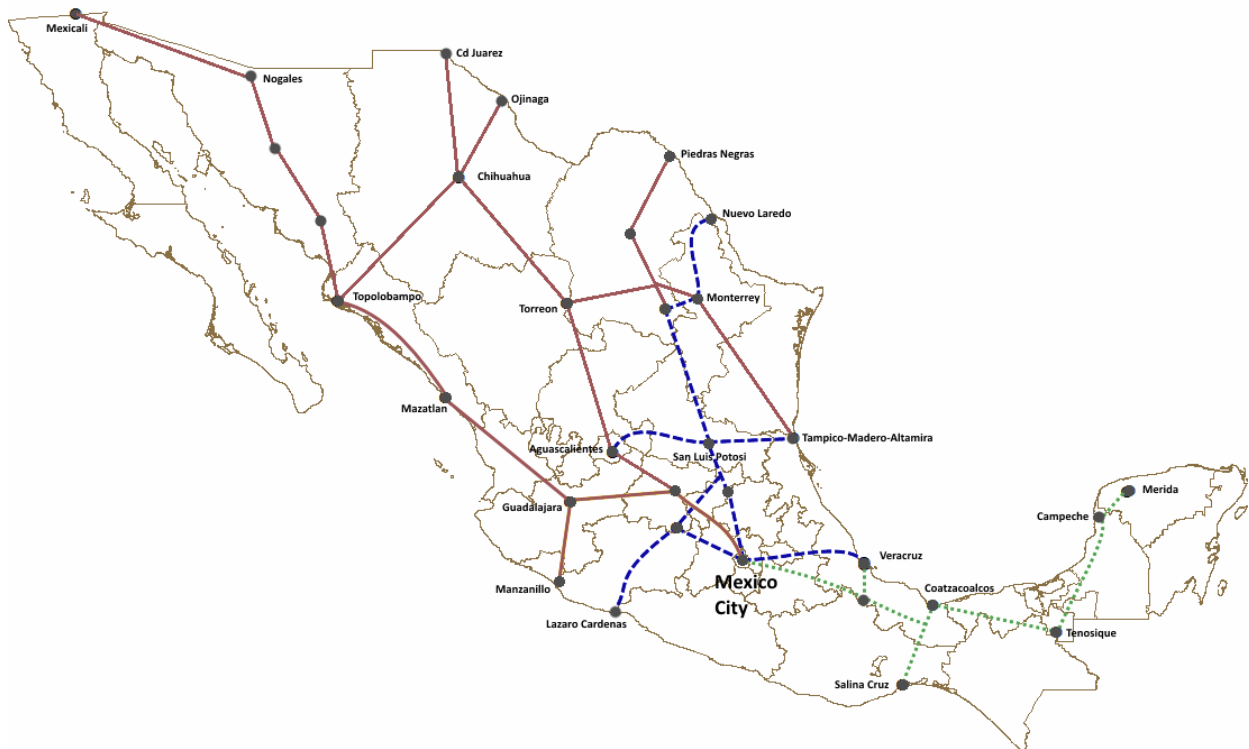 Mexicali
Nogales
Cd Juarez
Ojinaga
Chihuahua
Piedras Negras
Nuevo Laredo
Topolobampo
Torreon
Monterrey
Mazatlan
Aguascalientes
San Luis Potosi
Tampico-Madero-Altamira
Guadalajara
Merida
Campeche
Manzanillo
Mexico
City
Veracruz
Coatzacoalcos
Lazaro Cardenas
Tenosique
Salina Cruz